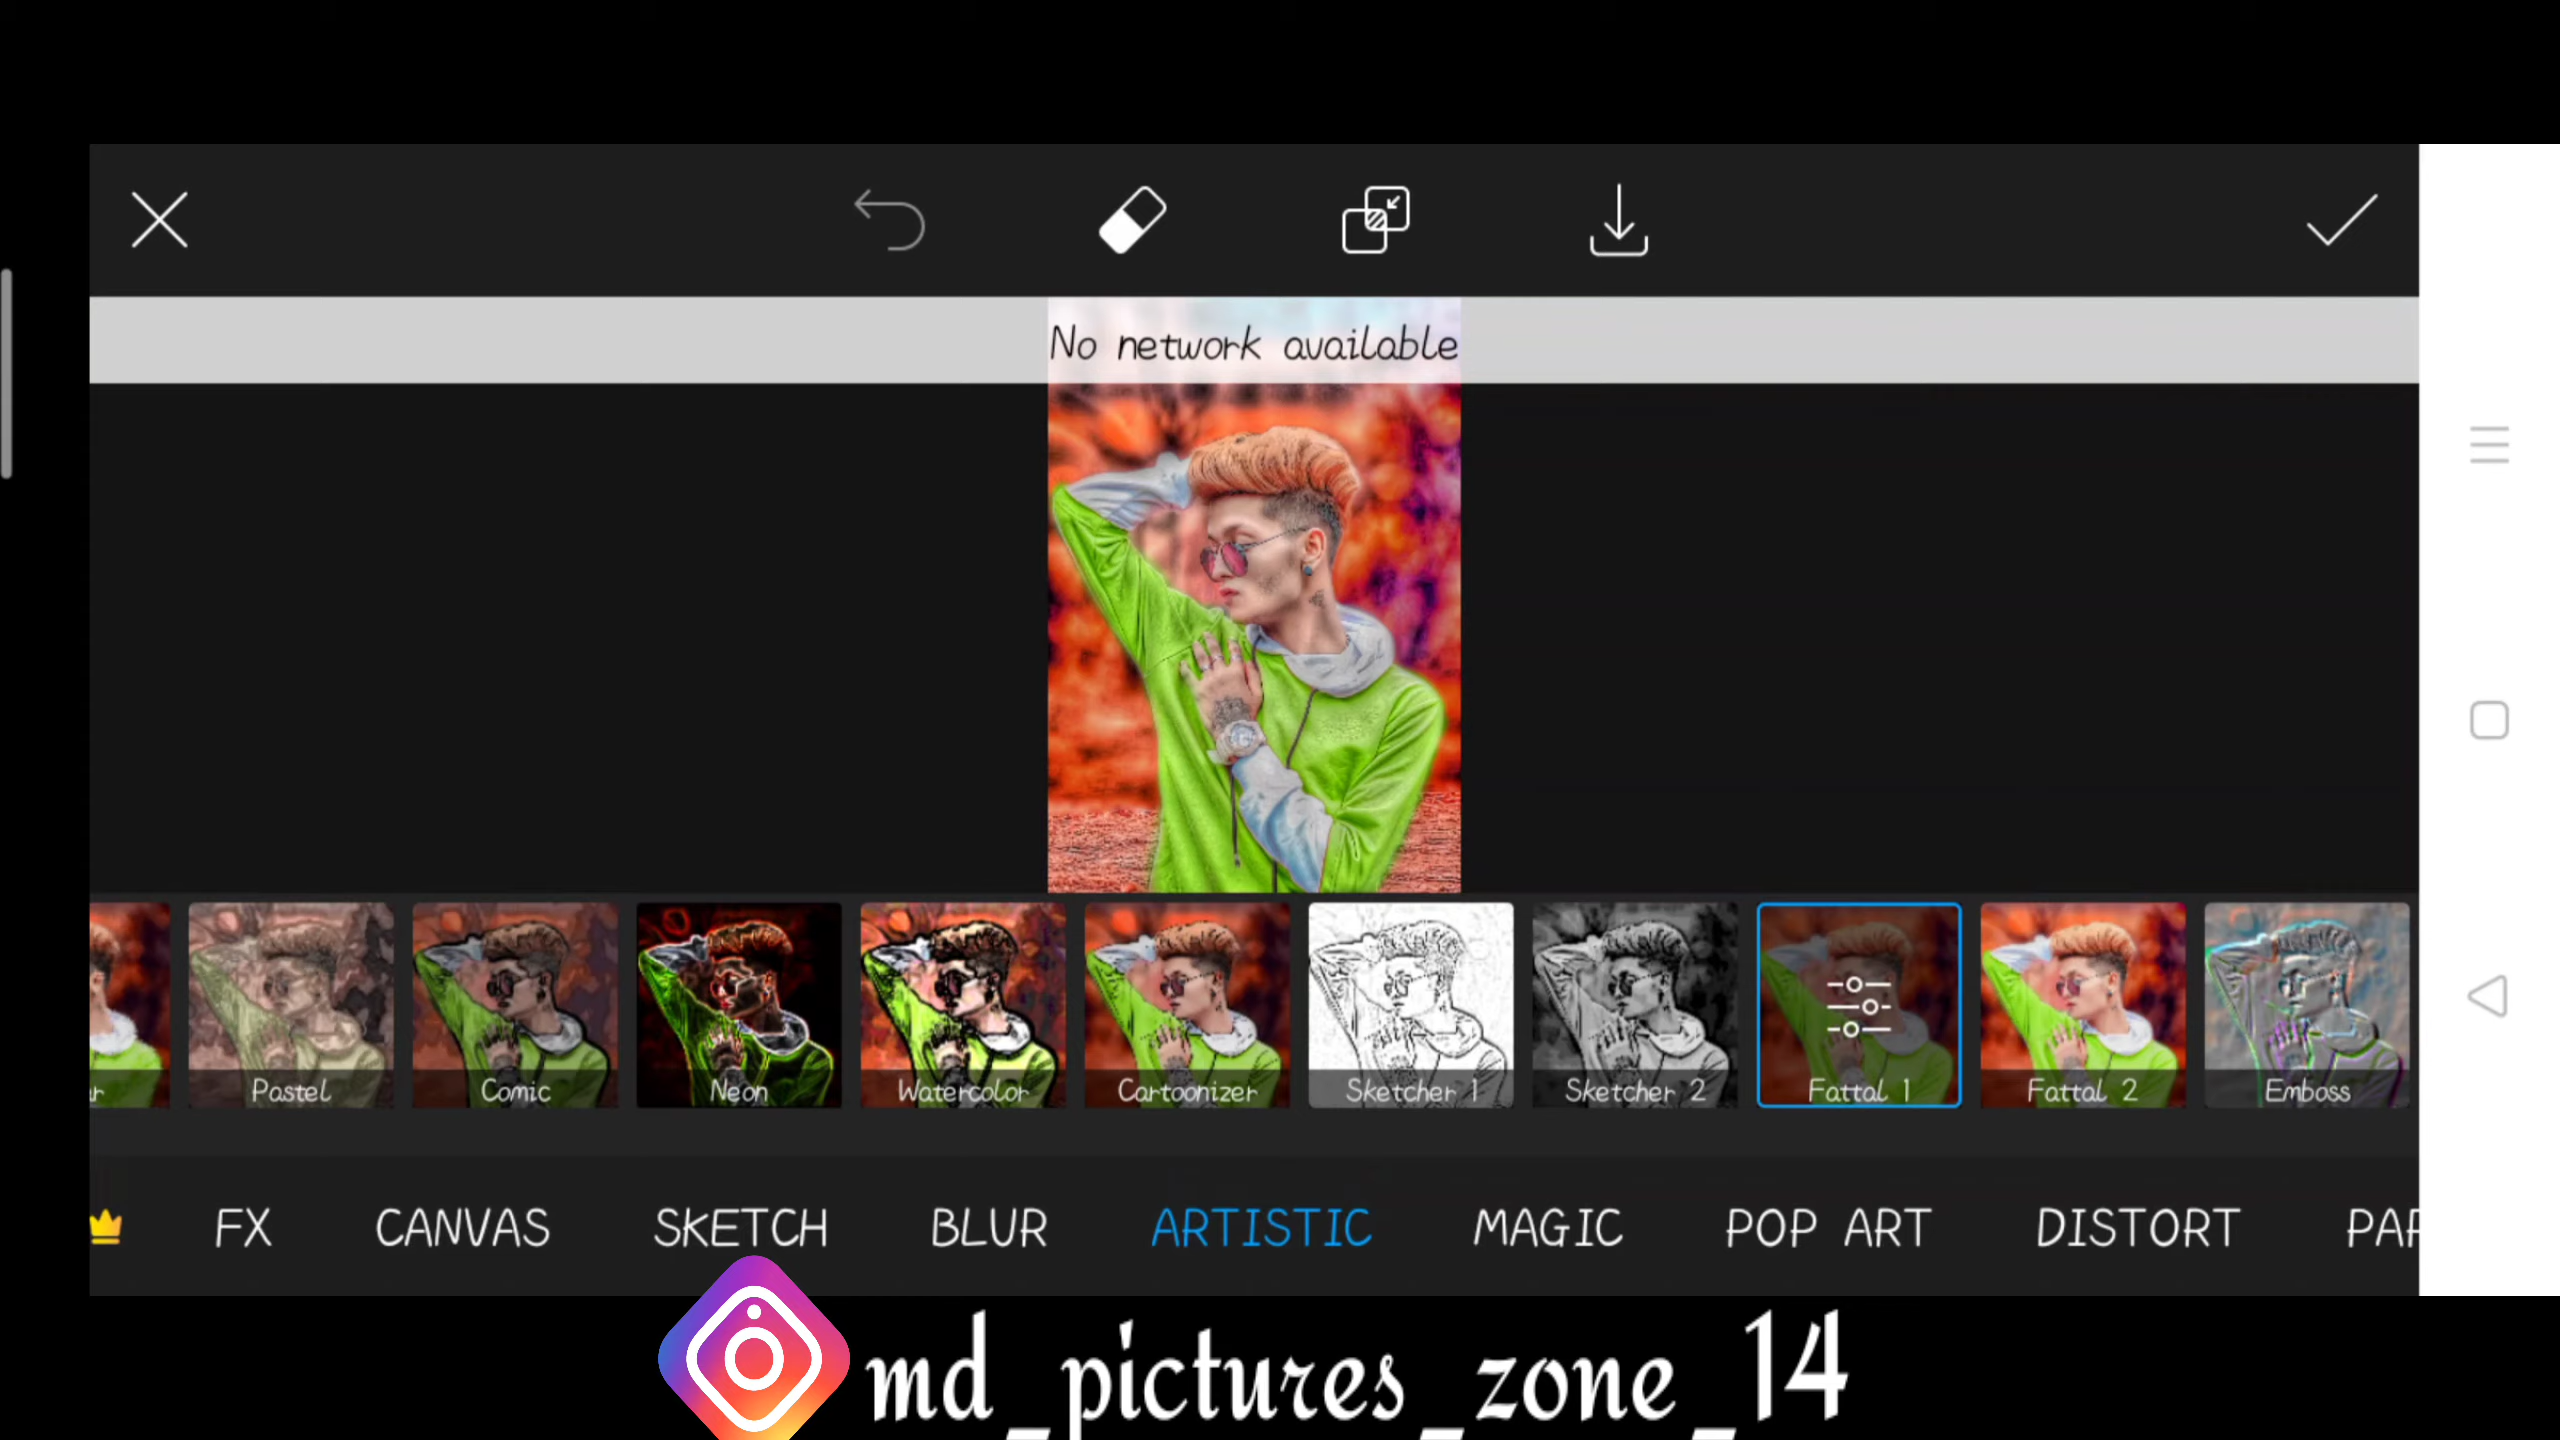 No network available
r Pastel Comic Neon Watercolor Cartoonizer Sketcher 1 Sketcher 2 Fattal 1 Fattal 2 Emboss
FX CANVAS SKETCH BLUR ARTISTIC MAGIC POP ART DISTORT PAP
md_pictures_zone_14